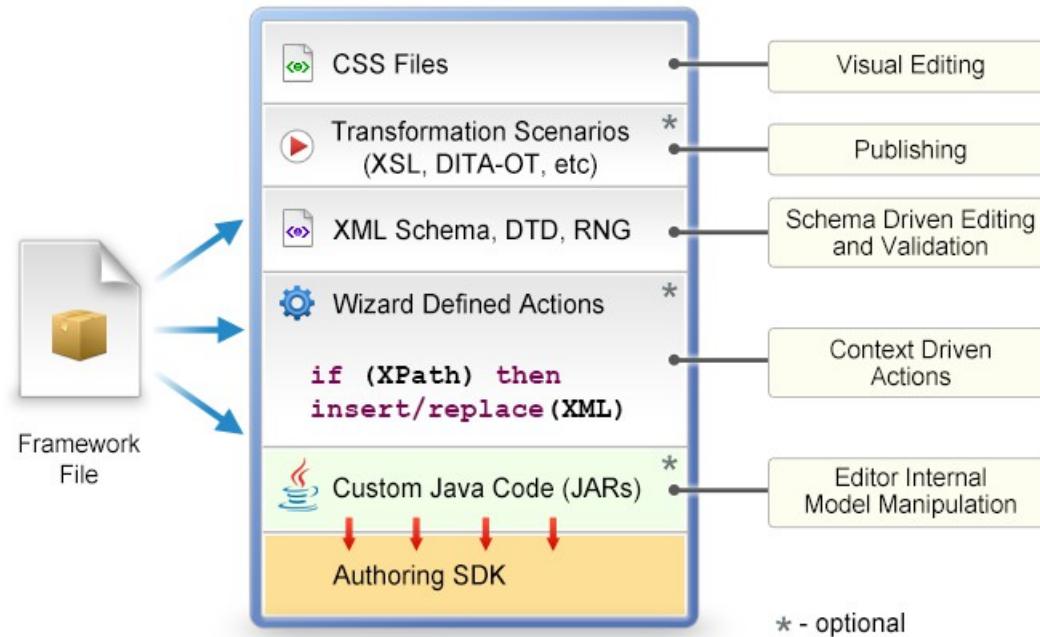 CSS Files
Visual Editing
Transformation Scenarios *
(XSL, DITA-OT, etc)
Publishing
XML Schema, DTD, RNG
Schema Driven Editing
and Validation
Wizard Defined Actions *
if (XPath) then
insert/replace(XML)
Context Driven
Actions
Framework
File
Custom Java Code (JARs) *
Editor Internal
Model Manipulation
Authoring SDK
* - optional